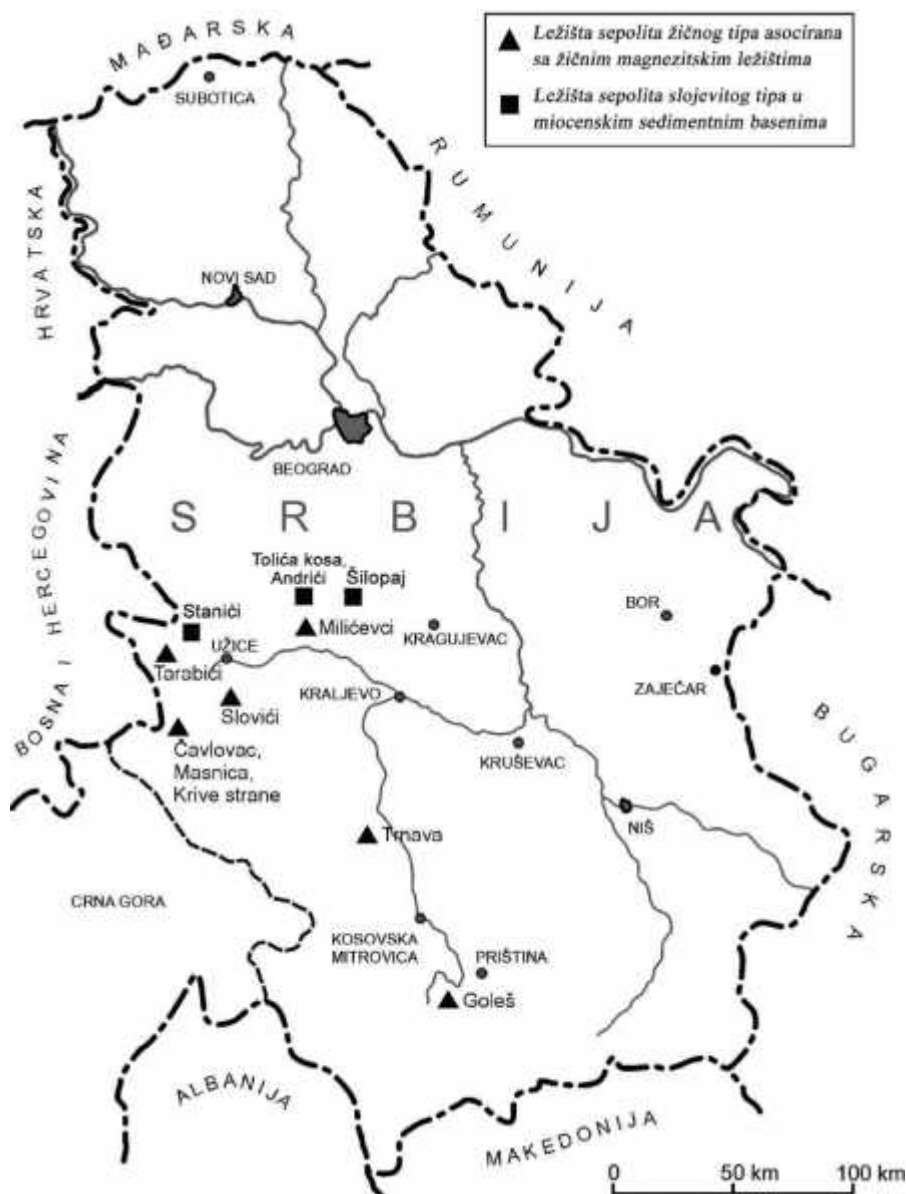 Ležišta sepolita žičnog tipa asocirana
sa žičnim magnezitskim ležištima
Ležišta sepolita slojevitog tipa u
miocenskim sedimentnim basenima
MAĐARSKA
SUBOTICA
RUMUNIJA
HRVATSKA
NOVI SAD
BEOGRAD
BOSNA I HERCEGOVINA
SRBIJA
Tolića kosa,
Andrići
Šilopaj
Stanići
Milićevci
KRAGUJEVAC
BOR
UŽICE
Tarabići
ZAJEČAR
Slovići
KRALJEVO
Čavlovac,
Masnica,
Krive strane
KRUŠEVAC
BUGARSKA
NIŠ
Trnava
CRNA GORA
KOSOVSKA
MITROVICA
PRIŠTINA
Goleš
ALBANIJA
MAKEDONIJA
0 50 km 100 km